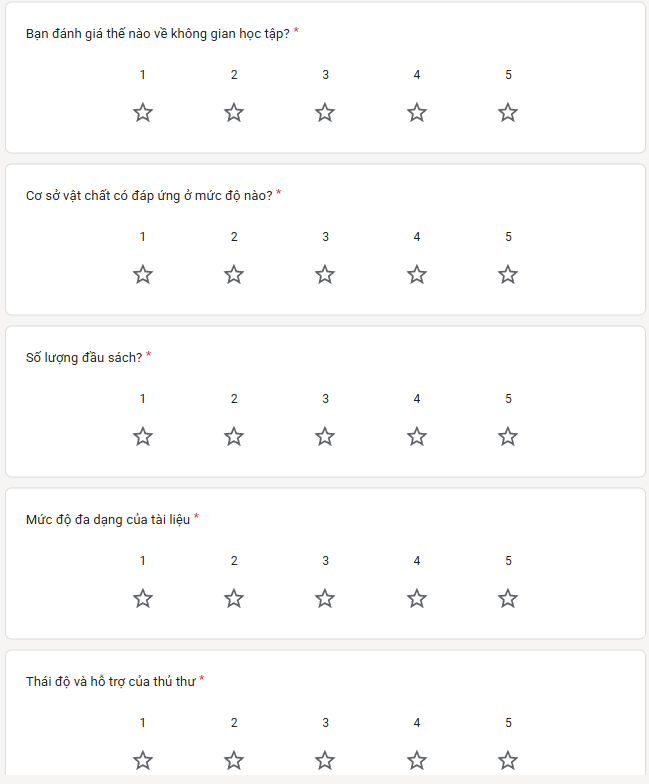 Bạn đánh giá thế nào về không gian học tập? *
1 2 3 4 5
Cơ sở vật chất có đáp ứng ở mức độ nào? *
1 2 3 4 5
Số lượng đầu sách? *
1 2 3 4 5
Mức độ đa dạng của tài liệu *
1 2 3 4 5
Thái độ và hỗ trợ của thủ thư *
1 2 3 4 5